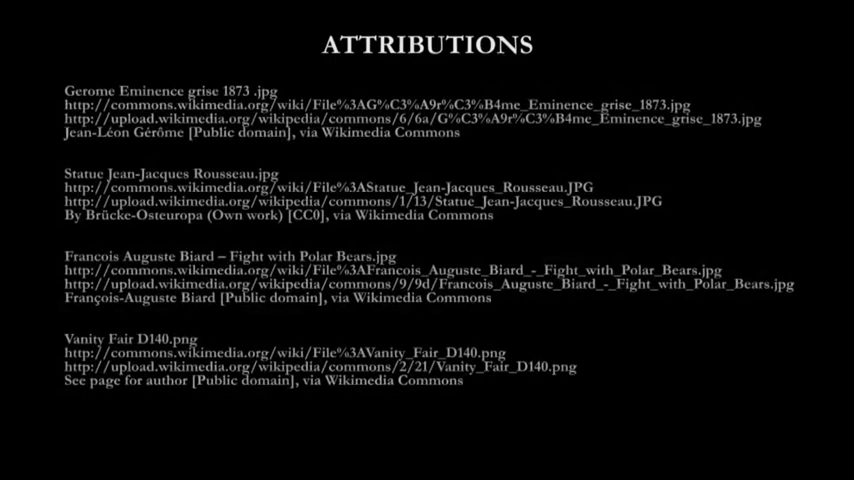 ATTRIBUTIONS
Gerome Eminence grise 1873 .jpg
http://commons.wikimedia.org/wiki/File%3AG%C3%A9r%C3%B4me_Eminence_grise_1873.jpg
http://upload.wikimedia.org/wikipedia/commons/6/6a/G%C3%A9r%C3%B4me_Eminence_grise_1873.jpg
Jean-Léon Gérôme [Public domain], via Wikimedia Commons
Statue Jean-Jacques Rousseau.jpg
http://commons.wikimedia.org/wiki/File%3AStatue_Jean-Jacques_Rousseau.JPG
http://upload.wikimedia.org/wikipedia/commons/1/13/Statue_Jean-Jacques_Rousseau.JPG
By Brücke-Osteuropa (Own work) [CC0], via Wikimedia Commons
Francois Auguste Biard – Fight with Polar Bears.jpg
http://commons.wikimedia.org/wiki/File%3AFrancois_Auguste_Biard_-_Fight_with_Polar_Bears.jpg
http://upload.wikimedia.org/wikipedia/commons/9/9d/Francois_Auguste_Biard_-_Fight_with_Polar_Bears.jpg
François-Auguste Biard [Public domain], via Wikimedia Commons
Vanity Fair D140.png
http://commons.wikimedia.org/wiki/File%3AVanity_Fair_D140.png
http://upload.wikimedia.org/wikipedia/commons/2/21/Vanity_Fair_D140.png
See page for author [Public domain], via Wikimedia Commons